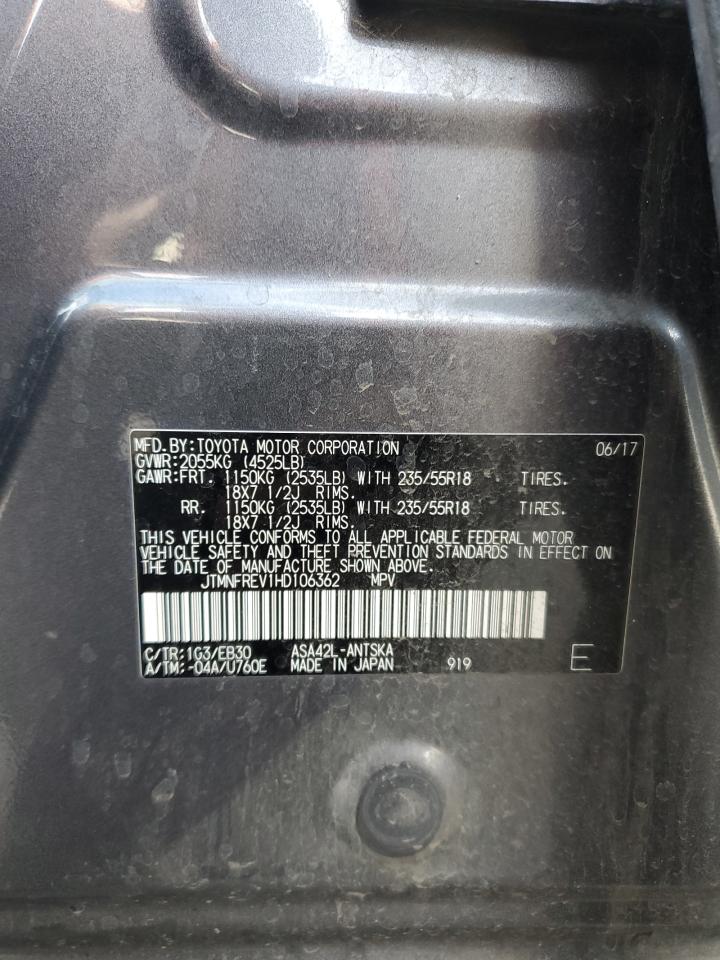 MFD.BY:TOYOTA MOTOR CORPORATION 06/17
GVWR:2055KG (4525LB)
GAWR:FRT. 1150KG (2535LB) WITH 235/55R18 TIRES.
18X7 1/2J RIMS.
RR. 1150KG (2535LB) WITH 235/55R18 TIRES.
18X7 1/2J RIMS.
THIS VEHICLE CONFORMS TO ALL APPLICABLE FEDERAL MOTOR
VEHICLE SAFETY AND THEFT PREVENTION STANDARDS IN EFFECT ON
THE DATE OF MANUFACTURE SHOWN ABOVE.
JTMNFREV1HD106362 MPV
C/TR:1G3/EB30 ASA42L-ANTSKA
A/TM:-04A/U760E MADE IN JAPAN 919 E